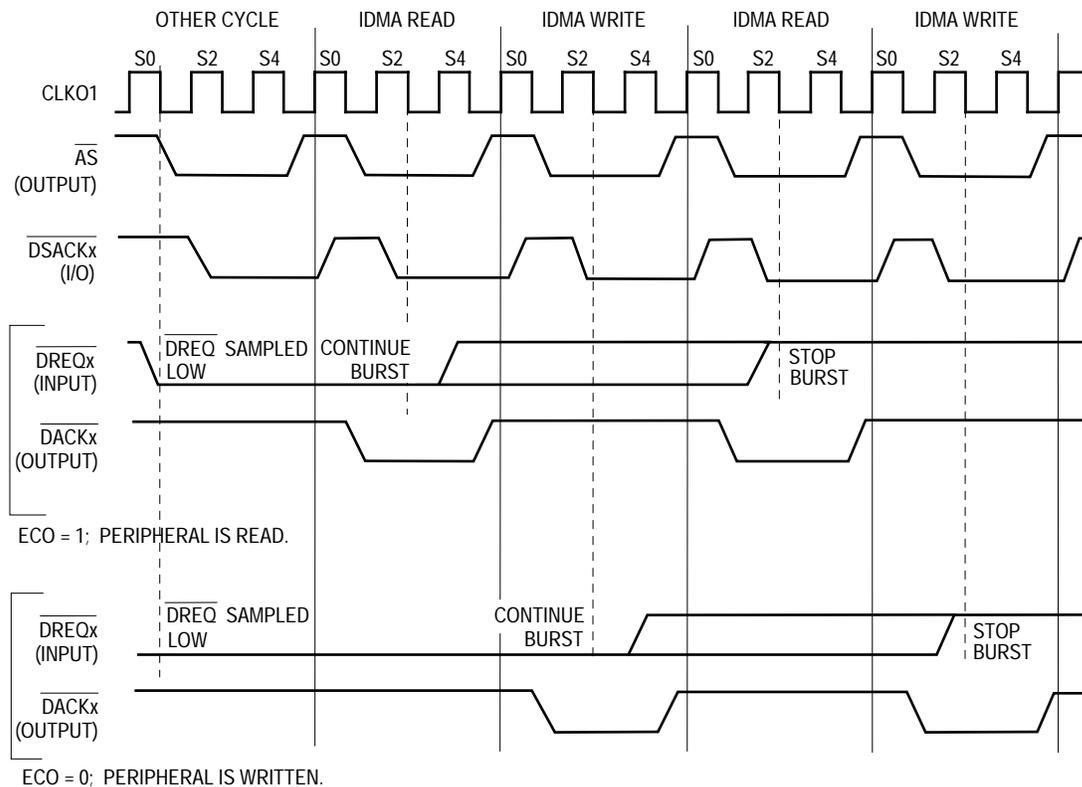 OTHER CYCLE IDMA READ IDMA WRITE IDMA READ IDMA WRITE
S0 S2 S4 S0 S2 S4 S0 S2 S4 S0 S2 S4 S0 S2 S4
CLKO1
AS
(OUTPUT)
DSACKx
(I/O)
DREQx
(INPUT)
DREQ SAMPLED
LOW
CONTINUE
BURST
STOP
BURST
DACKx
(OUTPUT)
ECO = 1; PERIPHERAL IS READ.
DREQx
(INPUT)
DREQ SAMPLED
LOW
CONTINUE
BURST
STOP
BURST
DACKx
(OUTPUT)
ECO = 0; PERIPHERAL IS WRITTEN.